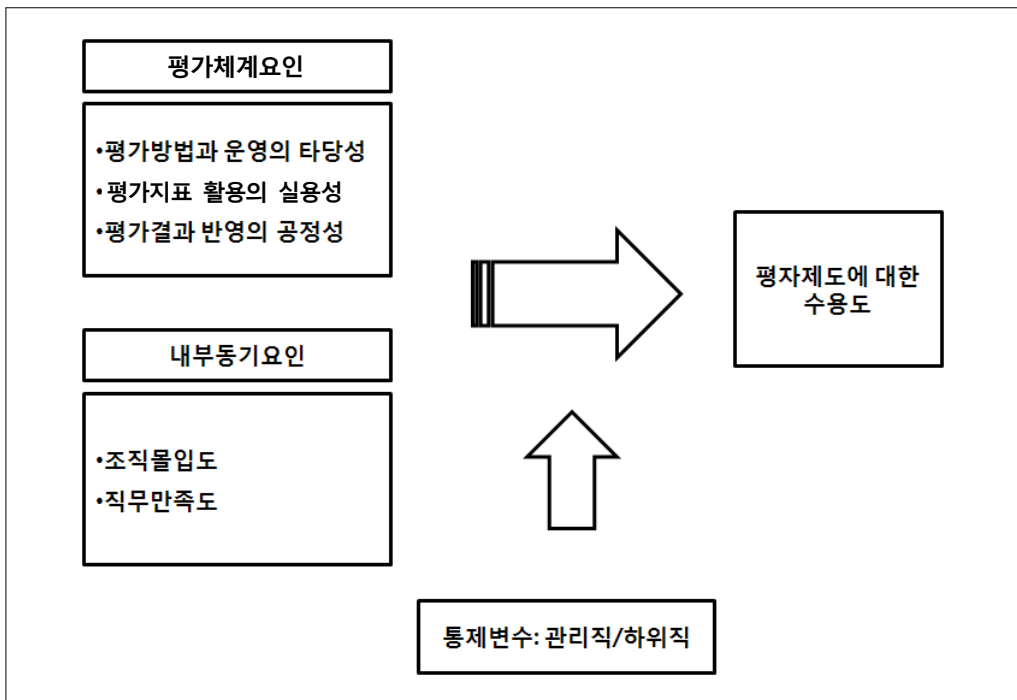 평가체계요인
•평가방법과 운영의 타당성
•평가지표 활용의 실용성
•평가결과 반영의 공정성
내부동기요인
•조직몰입도
•직무만족도
평자제도에 대한
수용도
통제변수: 관리직/하위직